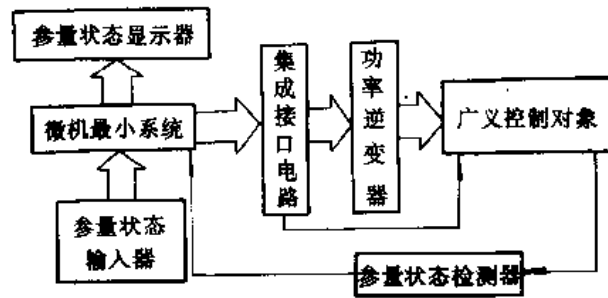 参量状态显示器
微机最小系统
参量状态
输入器
集成接口电路
功率逆变器
广义控制对象
参量状态检测器